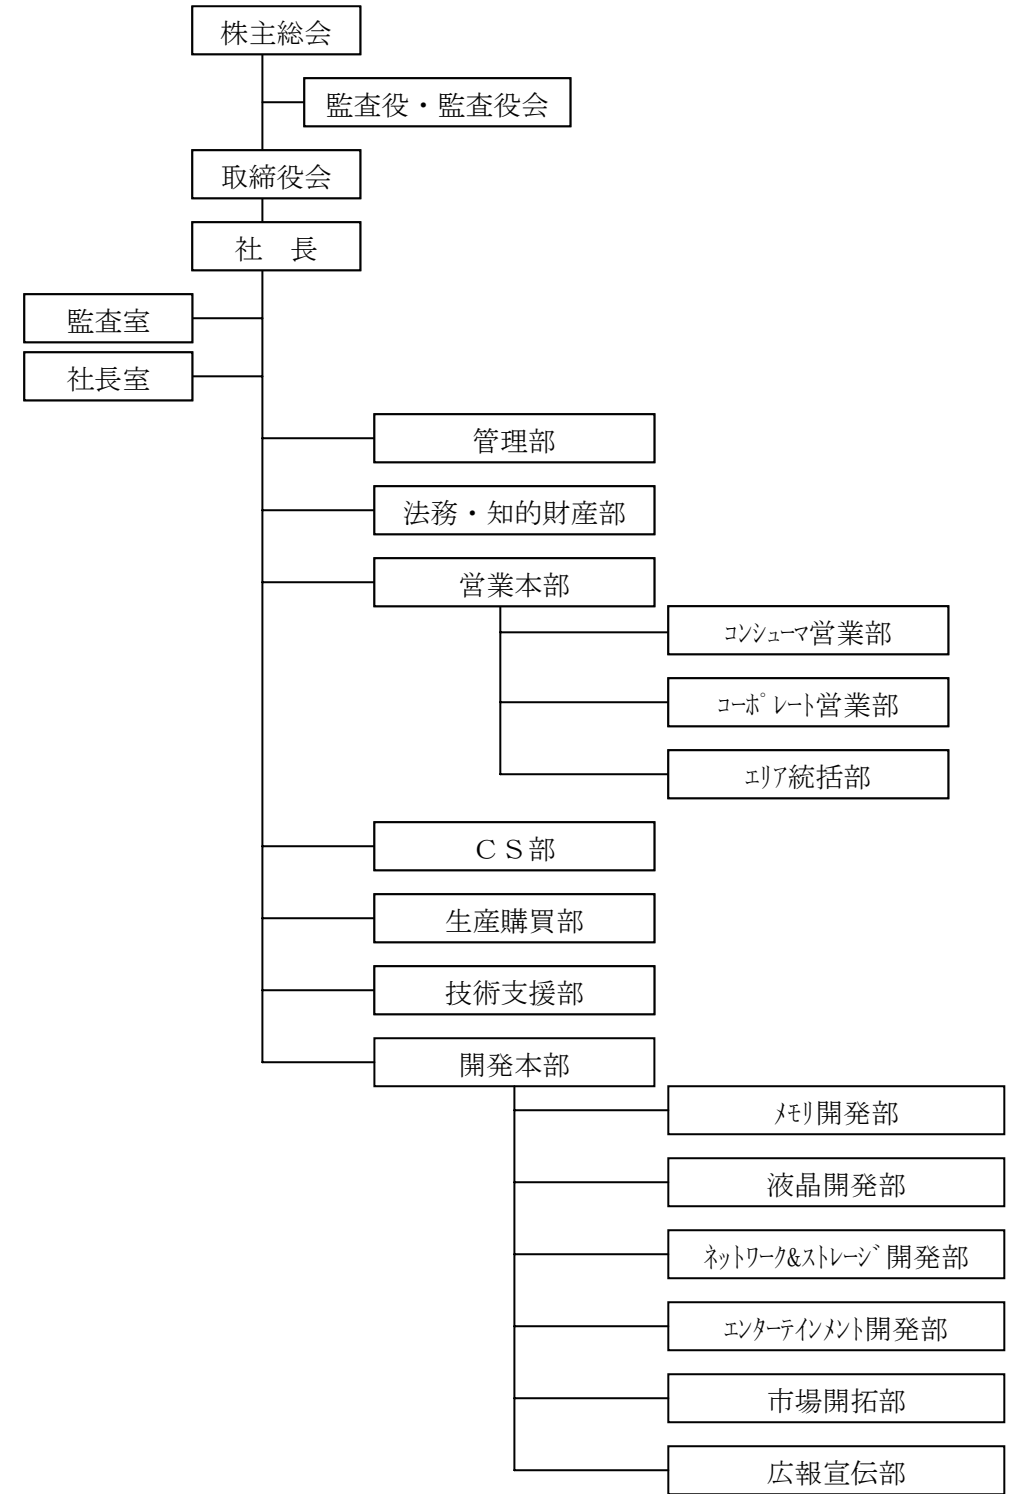 株主総会
監査役・監査役会
取締役会
社　長
監査室
社長室
管理部
法務・知的財産部
営業本部
ｺﾝｼｭｰﾏ営業部
ｺｰﾎﾟﾚｰﾄ営業部
ｴﾘｱ統括部
ＣＳ部
生産購買部
技術支援部
開発本部
ﾒﾓﾘ開発部
液晶開発部
ﾈｯﾄﾜｰｸ&ｽﾄﾚｰｼﾞ開発部
ｴﾝﾀｰﾃｲﾝﾒﾝﾄ開発部
市場開拓部
広報宣伝部